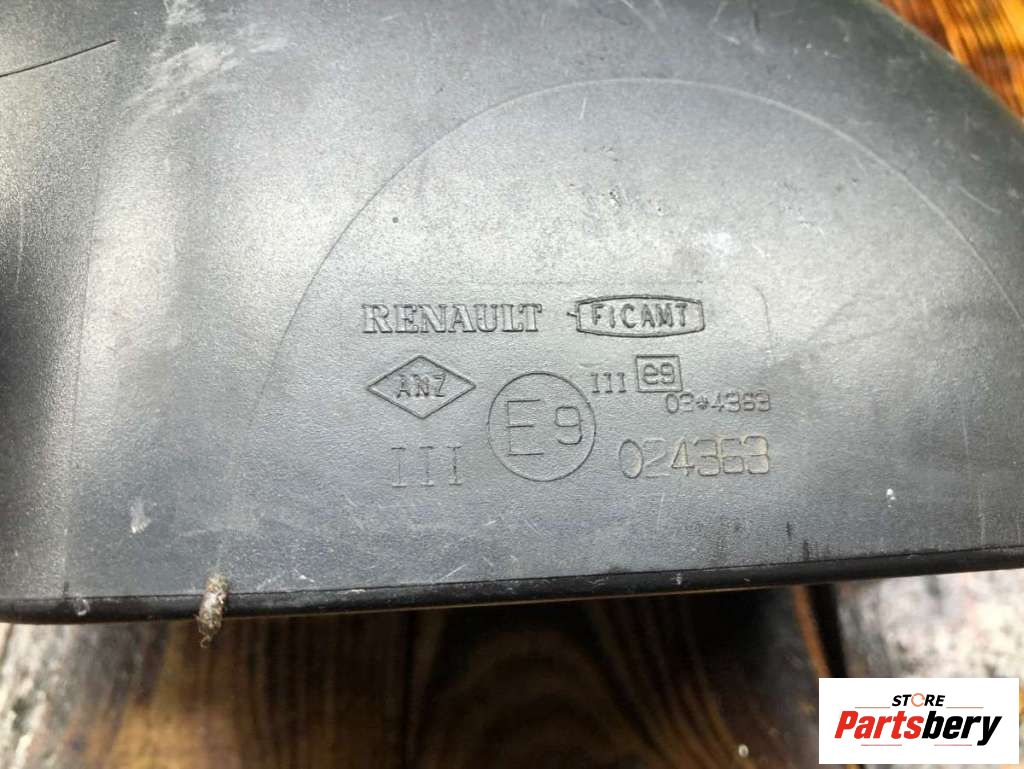 RENAULT FICAMT
ANZ III e9
03*4363
III E9 024363
STORE
Partsbery